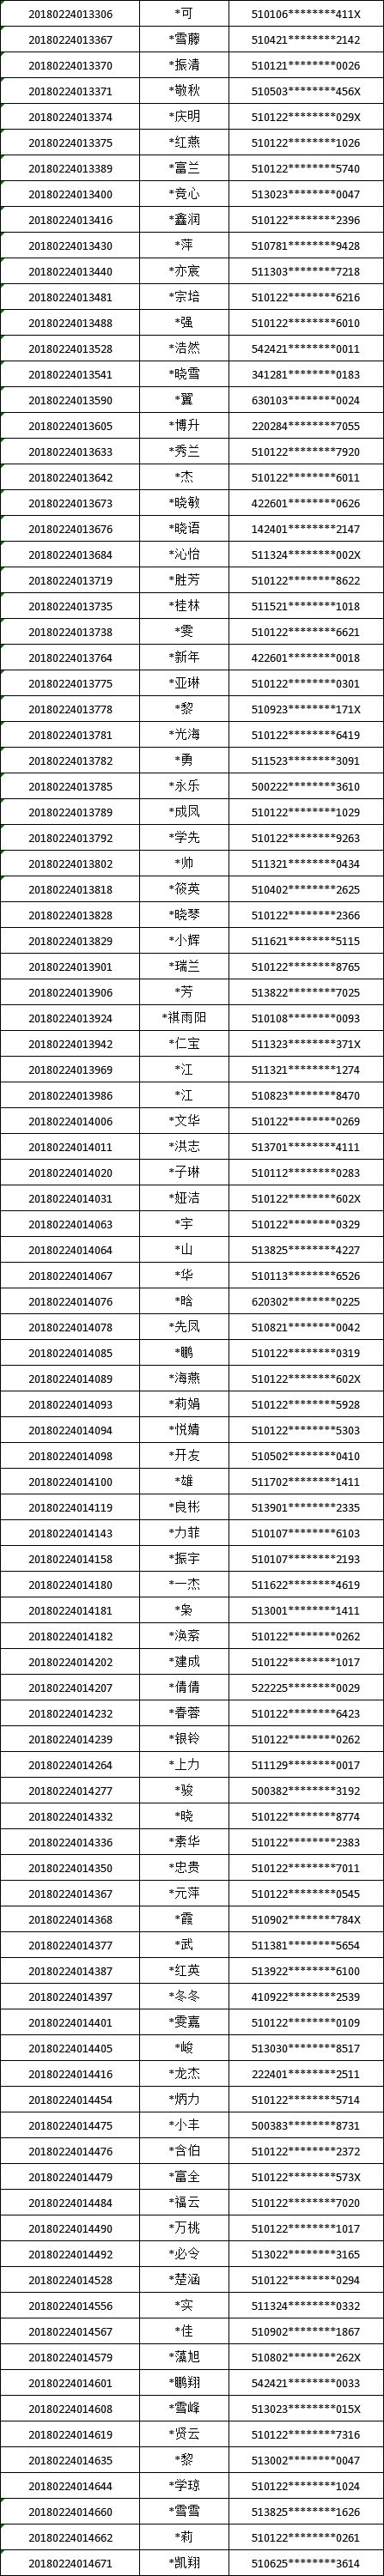 20180224013306 *可 510106********411X
20180224013367 *雪藤 510421********2142
20180224013370 *振清 510121********0026
20180224013371 *敬秋 510503********456X
20180224013374 *庆明 510122********029X
20180224013375 *红燕 510122********1026
20180224013389 *富兰 510122********5740
20180224013400 *竞心 513023********0047
20180224013416 *鑫润 510122********2396
20180224013430 *萍 510781********9428
20180224013440 *亦宸 511303********7218
20180224013481 *宗培 510122********6216
20180224013488 *强 510122********6010
20180224013528 *浩然 542421********0011
20180224013541 *晓雪 341281********0183
20180224013590 *翼 630103********0024
20180224013605 *博升 220284********7055
20180224013633 *秀兰 510122********7920
20180224013642 *杰 510122********6011
20180224013673 *晓敏 422601********0626
20180224013676 *晓语 142401********2147
20180224013684 *沁怡 511324********002X
20180224013719 *胜芳 510122********8622
20180224013735 *桂林 511521********1018
20180224013738 *雯 510122********6621
20180224013764 *新年 422601********0018
20180224013775 *亚琳 510122********0301
20180224013778 *黎 510923********171X
20180224013781 *光海 510122********6419
20180224013782 *勇 511523********3091
20180224013785 *永乐 500222********3610
20180224013789 *成凤 510122********1029
20180224013792 *学先 510122********9263
20180224013802 *帅 511321********0434
20180224013818 *筱英 510402********2625
20180224013828 *晓琴 510122********2366
20180224013829 *小辉 511621********5115
20180224013901 *瑞兰 510122********8765
20180224013906 *芳 513822********7025
20180224013924 *祺雨阳 510108********0093
20180224013942 *仁宝 511323********371X
20180224013969 *江 511321********1274
20180224013986 *江 510823********8470
20180224014006 *文华 510122********0269
20180224014011 *洪志 513701********4111
20180224014020 *子琳 510112********0283
20180224014031 *娅洁 510122********602X
20180224014063 *宇 510122********0329
20180224014064 *山 513825********4227
20180224014067 *华 510113********6526
20180224014076 *晗 620302********0225
20180224014078 *先凤 510821********0042
20180224014085 *鹏 510122********0319
20180224014089 *海燕 510122********602X
20180224014093 *莉娟 510122********5928
20180224014094 *悦婧 510122********5303
20180224014098 *开友 510502********0410
20180224014100 *雄 511702********1411
20180224014119 *良彬 513901********2335
20180224014143 *力菲 510107********6103
20180224014158 *振宇 510107********2193
20180224014180 *一杰 511622********4619
20180224014181 *枭 513001********1411
20180224014182 *涣萦 510122********0262
20180224014202 *建成 510122********1017
20180224014207 *倩倩 522225********0029
20180224014232 *春蓉 510122********6423
20180224014239 *银铃 510122********0262
20180224014264 *上力 511129********0017
20180224014277 *骏 500382********3192
20180224014332 *晓 510122********8774
20180224014336 *素华 510122********2383
20180224014350 *忠贵 510122********7011
20180224014367 *元萍 510122********0545
20180224014368 *霞 510902********784X
20180224014377 *武 511381********5654
20180224014387 *红英 513922********6100
20180224014397 *冬冬 410922********2539
20180224014401 *雯嘉 510122********0109
20180224014405 *峻 513030********8517
20180224014416 *龙杰 222401********2511
20180224014454 *炳力 510122********5714
20180224014475 *小丰 500383********8731
20180224014476 *含伯 510122********2372
20180224014479 *富全 510122********573X
20180224014484 *福云 510122********7020
20180224014490 *万桃 510122********1017
20180224014492 *必令 513022********3165
20180224014528 *楚涵 510122********0294
20180224014556 *实 511324********0332
20180224014567 *佳 510902********1867
20180224014579 *藻旭 510802********262X
20180224014601 *鹏翔 542421********0033
20180224014608 *雪峰 513023********015X
20180224014619 *贤云 510122********7316
20180224014635 *黎 513002********0047
20180224014644 *学琼 510122********1024
20180224014660 *雪雪 513825********1626
20180224014662 *莉 510122********0261
20180224014671 *凯翔 510625********3614